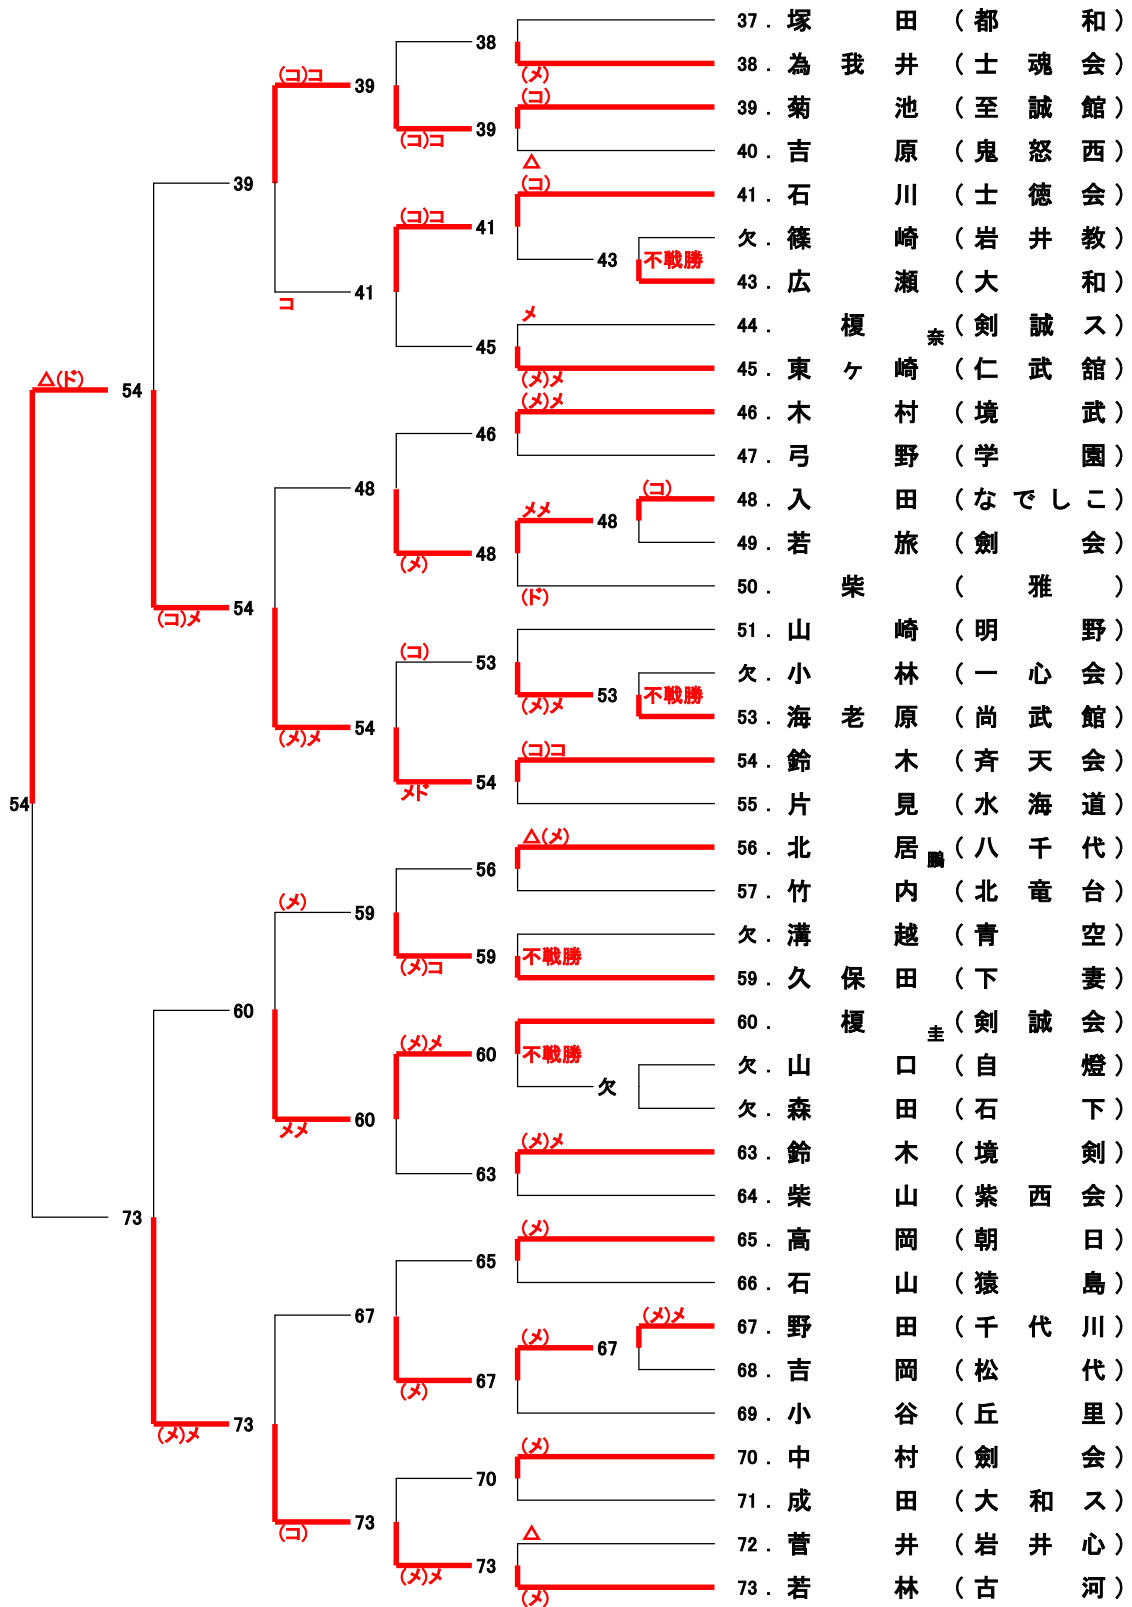 37. 塚田 (都和)
38. 為我井 (士魂会)
39. 菊池 (至誠館)
40. 吉原 (鬼怒西)
41. 石川 (士徳会)
欠. 篠崎 (岩井教)
43. 広瀬 (大和)
44. 榎奈 (剣誠ス)
45. 東ヶ崎 (仁武舘)
46. 木村 (境武)
47. 弓野 (学園)
48. 入田 (なでしこ)
49. 若旅 (劍会)
50. 柴 (雅)
51. 山崎 (明野)
欠. 小林 (一心会)
53. 海老原 (尚武館)
54. 鈴木 (斉天会)
55. 片見 (水海道)
56. 北居鵬 (八千代)
57. 竹内 (北竜台)
欠. 溝越 (青空)
59. 久保田 (下妻)
60. 榎圭 (剣誠会)
欠. 山口 (自燈)
欠. 森田 (石下)
63. 鈴木 (境剣)
64. 柴山 (紫西会)
65. 高岡 (朝日)
66. 石山 (猿島)
67. 野田 (千代川)
68. 吉岡 (松代)
69. 小谷 (丘里)
70. 中村 (劍会)
71. 成田 (大和ス)
72. 菅井 (岩井心)
73. 若林 (古河)
不戦勝
43
(コ)
48
不戦勝
53
欠
(メ)メ
67
(メ)
38
(コ)
39
△
(コ)
41
メ
45
(メ)メ
(メ)メ
46
メメ
48
(ド)
53
(メ)メ
(コ)コ
54
△(メ)
56
不戦勝
59
60
不戦勝
(メ)メ
63
(メ)
65
(メ)
67
(メ)
70
△
73
(メ)
39
(コ)コ
(コ)コ
41
48
(メ)
(コ)
54
メド
59
(メ)コ
(メ)メ
60
67
(メ)
73
(メ)メ
(コ)コ
39
コ
54
(メ)メ
(メ)
60
メメ
73
(コ)
54
(コ)メ
73
(メ)メ
△(ド)
54